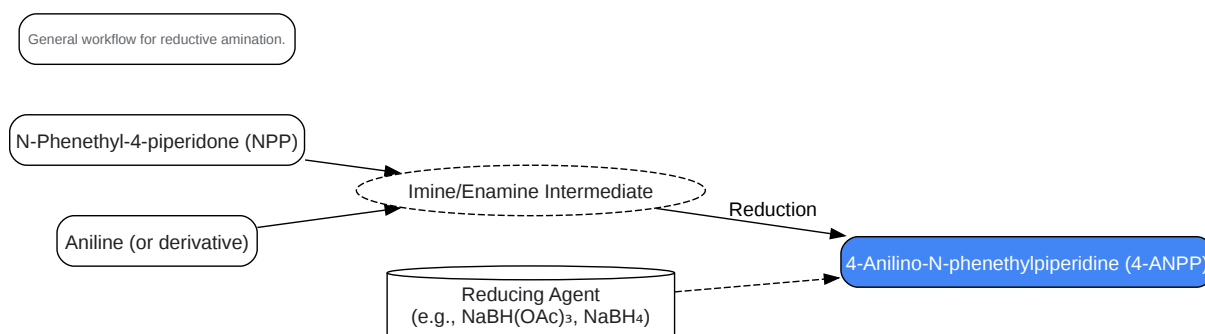 General workflow for reductive amination.
N-Phenethyl-4-piperidone (NPP)
Imine/Enamine Intermediate
Reduction
Aniline (or derivative)
4-Anilino-N-phenethylpiperidine (4-ANPP)
Reducing Agent
(e.g., NaBH(OAc)₃, NaBH₄)